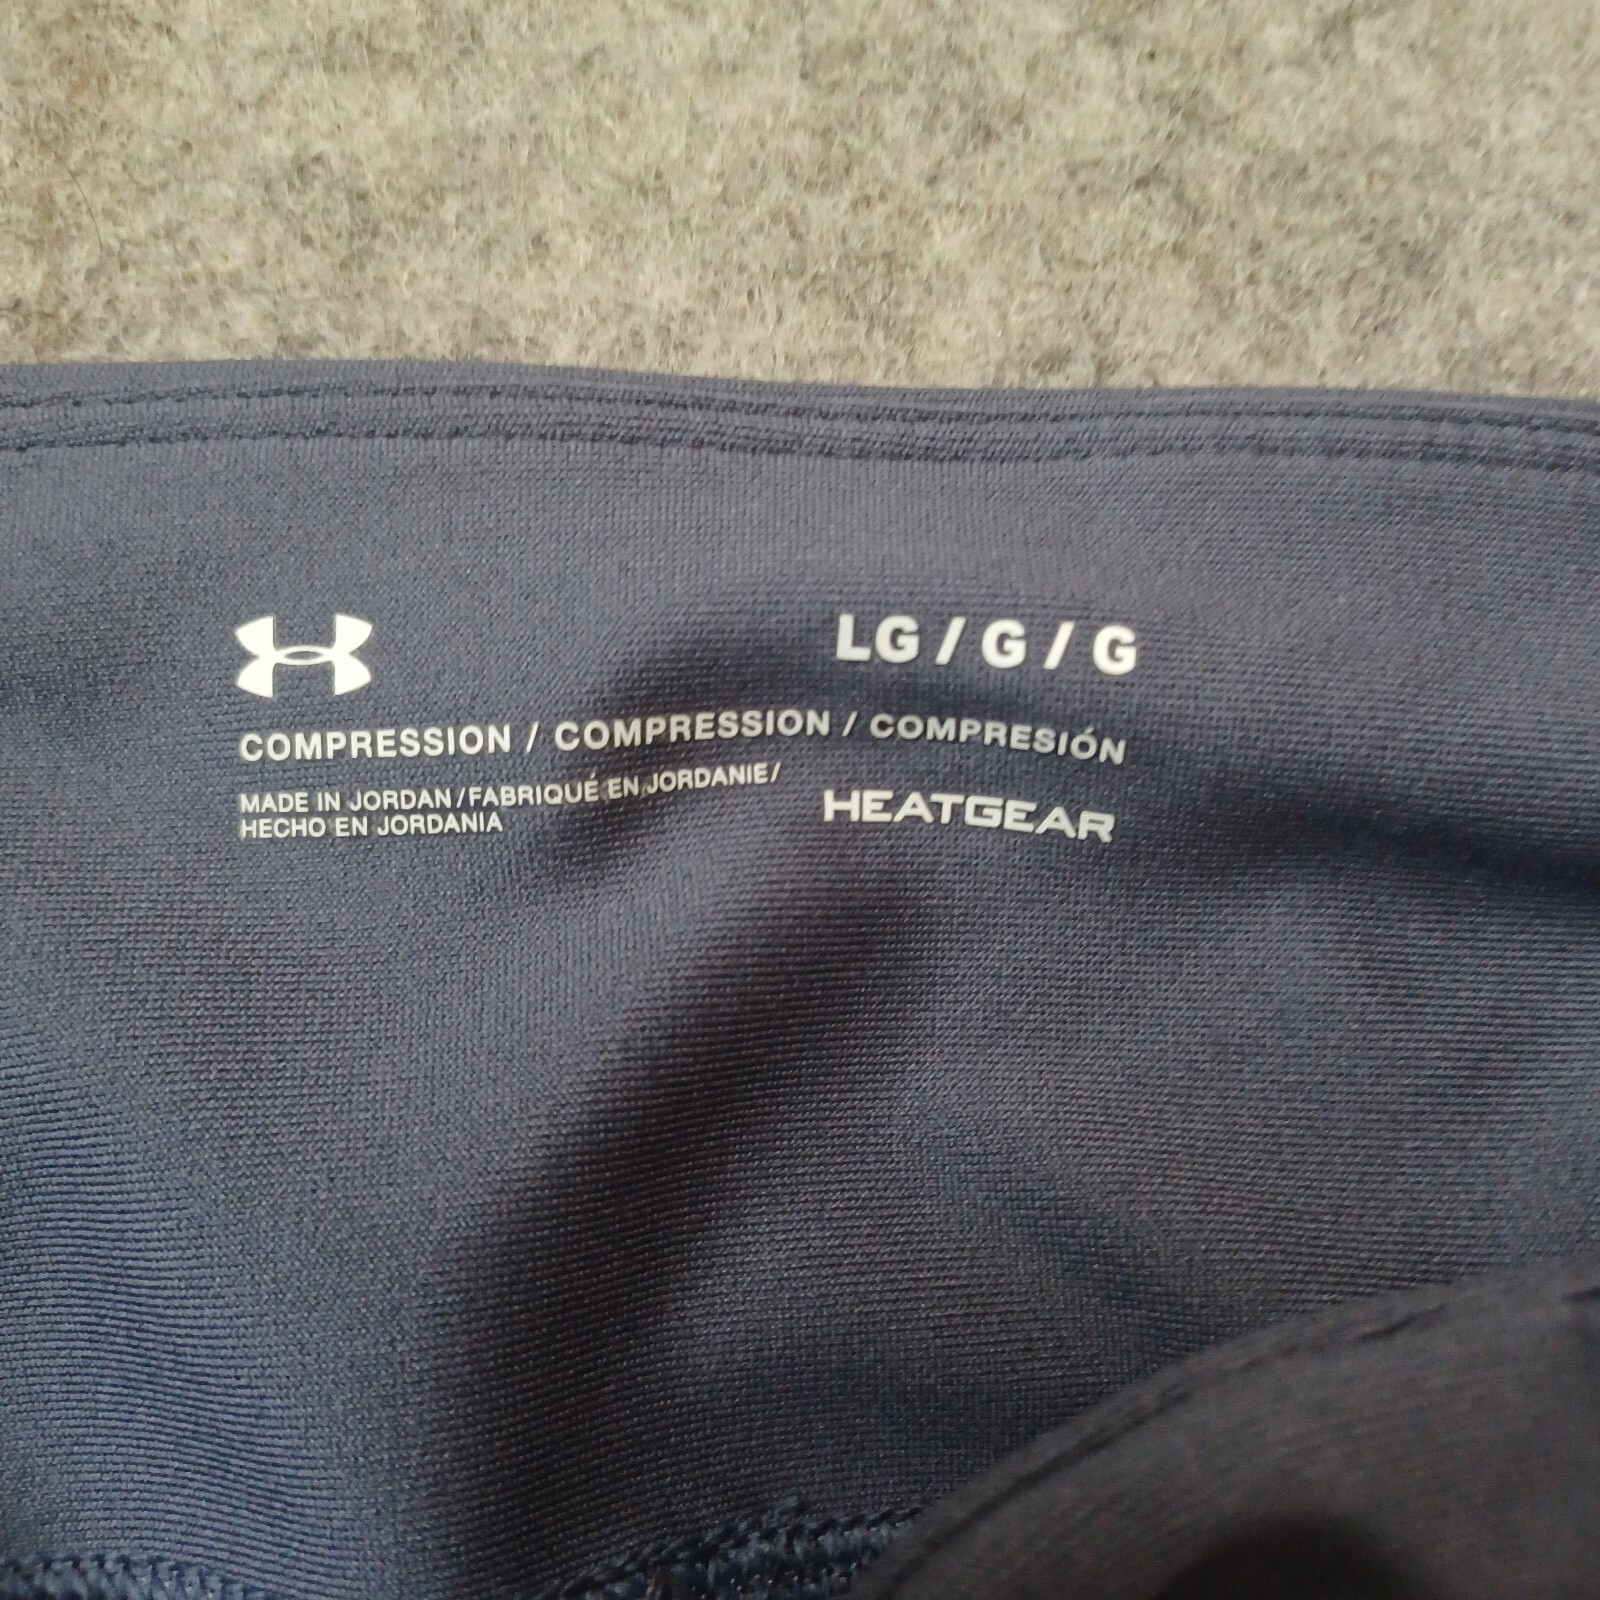 LG / G / G
COMPRESSION / COMPRESSION / COMPRESIÓN
MADE IN JORDAN / FABRIQUÉ EN JORDANIE /
HECHO EN JORDANIA
HEATGEAR